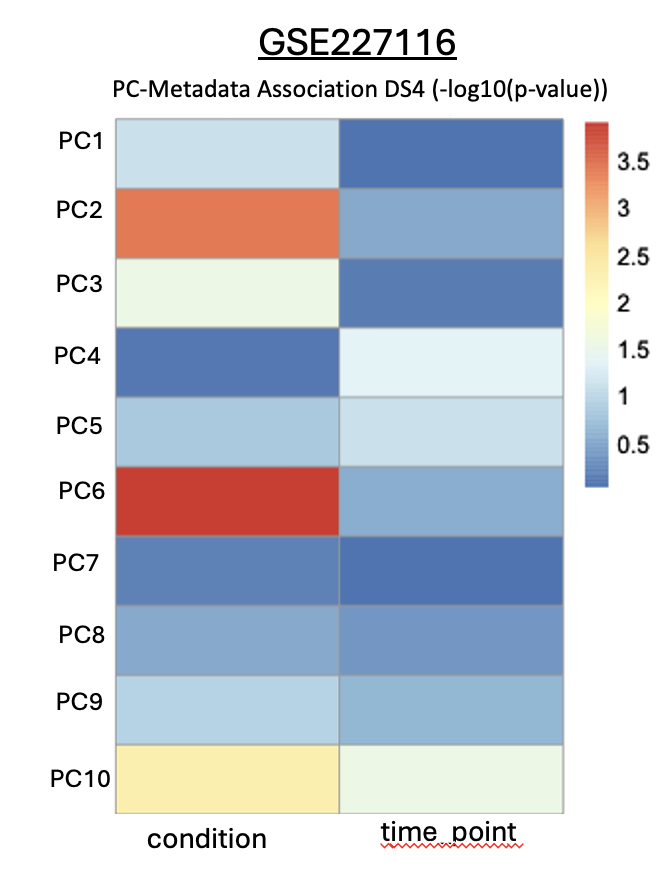 GSE227116
PC-Metadata Association DS4 (-log10(p-value))
PC1
PC2
PC3
PC4
PC5
PC6
PC7
PC8
PC9
PC10
3.5
3
2.5
2
1.5
1
0.5
condition
time_point